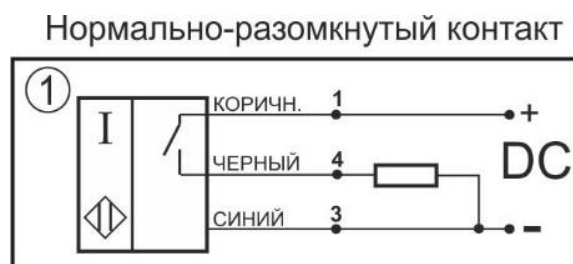 Нормально-разомкнутый контакт
1
I
КОРИЧН. 1 +
ЧЕРНЫЙ 4 DC
СИНИЙ 3 -